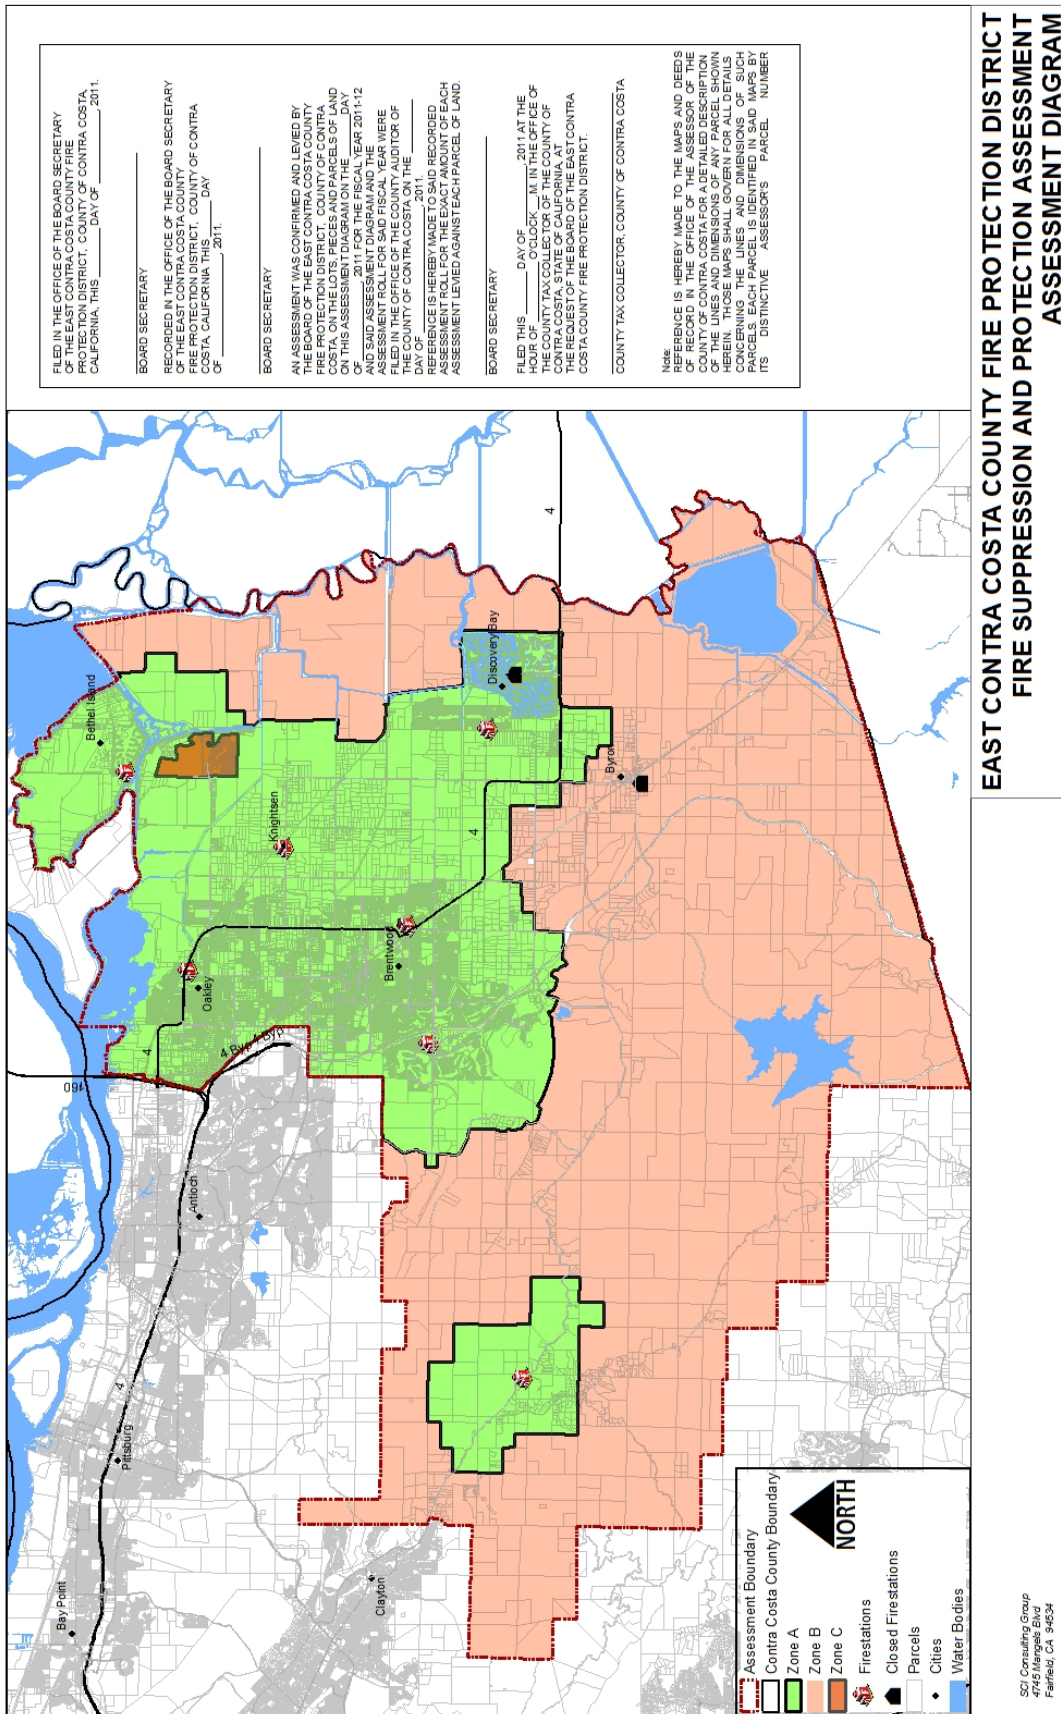 FILED IN THE OFFICE OF THE BOARD SECRETARY
OF THE EAST CONTRA COSTA COUNTY FIRE
PROTECTION DISTRICT, COUNTY OF CONTRA COSTA,
CALIFORNIA, THIS ______ DAY OF ______, 2011.
BOARD SECRETARY
RECORDED IN THE OFFICE OF THE BOARD SECRETARY
OF THE EAST CONTRA COSTA COUNTY
FIRE PROTECTION DISTRICT, COUNTY OF CONTRA
COSTA, CALIFORNIA THIS ______ DAY
OF ______, 2011.
BOARD SECRETARY
AN ASSESSMENT WAS CONFIRMED AND LEVIED BY
THE BOARD OF THE EAST CONTRA COSTA COUNTY
FIRE PROTECTION DISTRICT, COUNTY OF CONTRA
COSTA, ON THE LOTS, PIECES AND PARCELS OF LAND
ON THIS ASSESSMENT DIAGRAM ON THE ______ DAY
OF ______, 2011 FOR THE FISCAL YEAR 2011-12
AND SAID ASSESSMENT DIAGRAM AND THE
ASSESSMENT ROLL FOR SAID FISCAL YEAR WERE
FILED IN THE OFFICE OF THE COUNTY AUDITOR OF
THE COUNTY OF CONTRA COSTA ON THE ______
DAY OF ______, 2011.
REFERENCE IS HEREBY MADE TO SAID RECORDED
ASSESSMENT ROLL FOR THE EXACT AMOUNT OF EACH
ASSESSMENT LEVIED AGAINST EACH PARCEL OF LAND.
BOARD SECRETARY
FILED THIS ______ DAY OF ______, 2011 AT THE
HOUR OF ______ O'CLOCK __M. IN THE OFFICE OF
THE COUNTY TAX COLLECTOR OF THE COUNTY OF
CONTRA COSTA, STATE OF CALIFORNIA, AT
THE REQUEST OF THE BOARD OF THE EAST CONTRA
COSTA COUNTY FIRE PROTECTION DISTRICT.
COUNTY TAX COLLECTOR, COUNTY OF CONTRA COSTA
Note:
REFERENCE IS HEREBY MADE TO THE MAPS AND DEEDS
OF RECORD IN THE OFFICE OF THE ASSESSOR OF THE
COUNTY OF CONTRA COSTA FOR A DETAILED DESCRIPTION
OF THE LINES AND DIMENSIONS OF ANY PARCEL SHOWN
HEREIN. THOSE MAPS SHALL GOVERN FOR ALL DETAILS
CONCERNING THE LINES AND DIMENSIONS OF SUCH
PARCELS. EACH PARCEL IS IDENTIFIED IN SAID MAPS BY
ITS DISTINCTIVE ASSESSOR'S PARCEL NUMBER
Bay Point
Pittsburg
4
Antioch
160
4
4 Byp
4 Byp
Oakley
Bethel Island
Knightsen
Brentwood
4
Discovery Bay
4
Byron
Clayton
Assessment Boundary
Contra Costa County Boundary
Zone A
Zone B
Zone C
Firestations
Closed Firestations
Parcels
Cities
Water Bodies
NORTH
EAST CONTRA COSTA COUNTY FIRE PROTECTION DISTRICT
FIRE SUPPRESSION AND PROTECTION ASSESSMENT
ASSESSMENT DIAGRAM
SCI Consulting Group
4745 Mangels Blvd
Fairfield, CA 94534